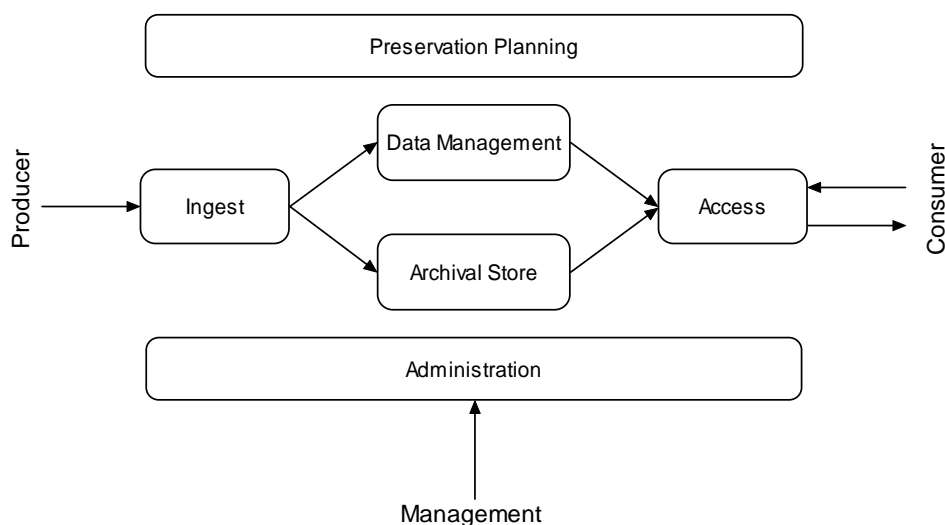 Preservation Planning
Producer
Ingest
Data Management
Archival Store
Access
Consumer
Administration
Management